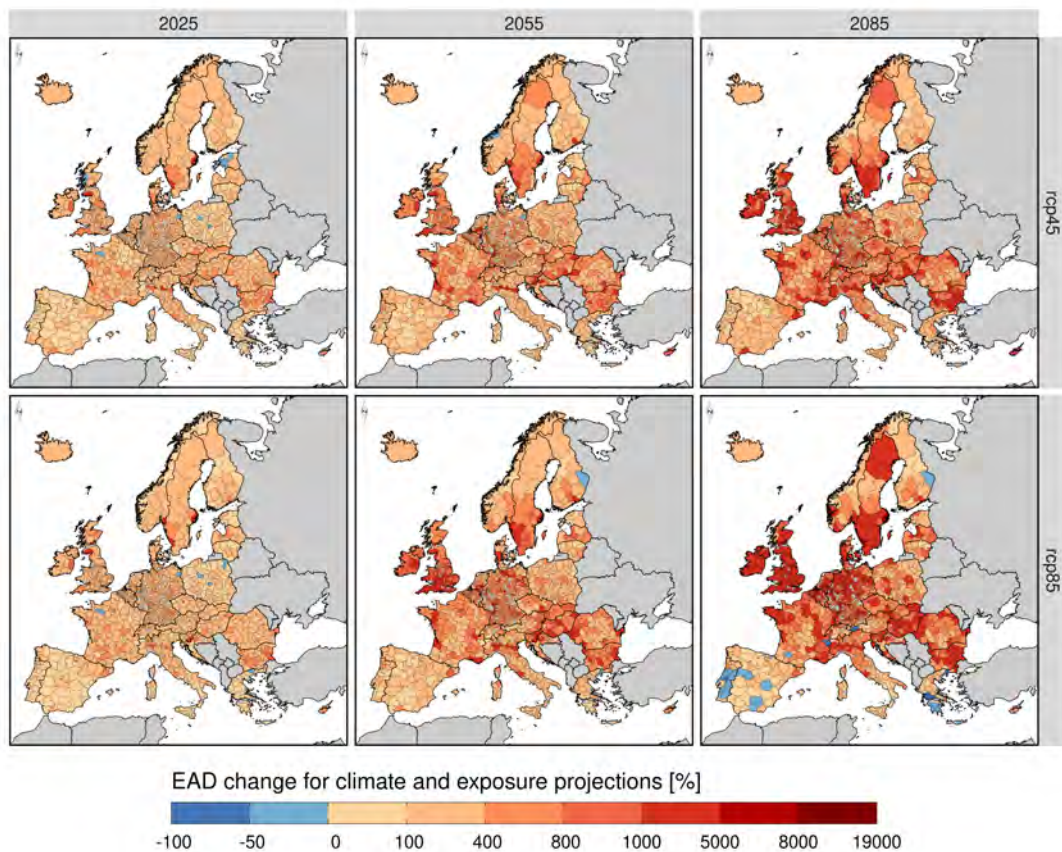 2025 2055 2085
rcp45
rcp85
EAD change for climate and exposure projections [%]
-100 -50 0 100 400 800 1000 5000 8000 19000